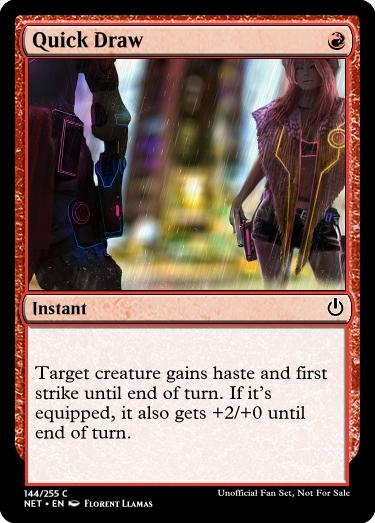 Quick Draw
Instant
Target creature gains haste and first
strike until end of turn. If it's
equipped, it also gets +2/+0 until
end of turn.
144/255 C
Unofficial Fan Set, Not For Sale
NET • EN Florent Llamas